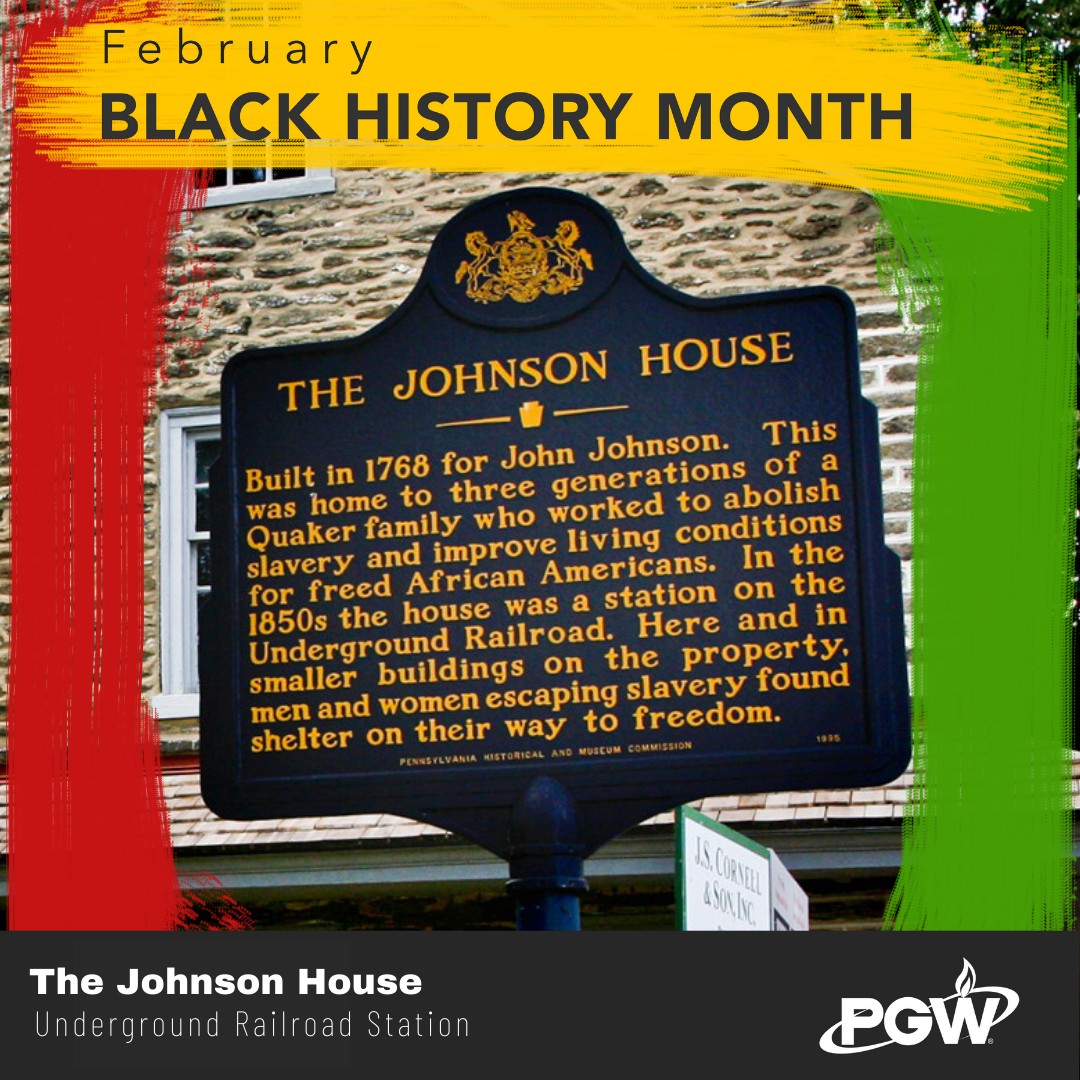 February
BLACK HISTORY MONTH
THE JOHNSON HOUSE
Built in 1768 for John Johnson. This
was home to three generations of a
Quaker family who worked to abolish
slavery and improve living conditions
for freed African Americans. In the
1850s the house was a station on the
Underground Railroad. Here and in
smaller buildings on the property,
men and women escaping slavery found
shelter on their way to freedom.
PENNSYLVANIA HISTORICAL AND MUSEUM COMMISSION 1995
J.S. CORNELL
& SON, INC.
The Johnson House
Underground Railroad Station
PGW